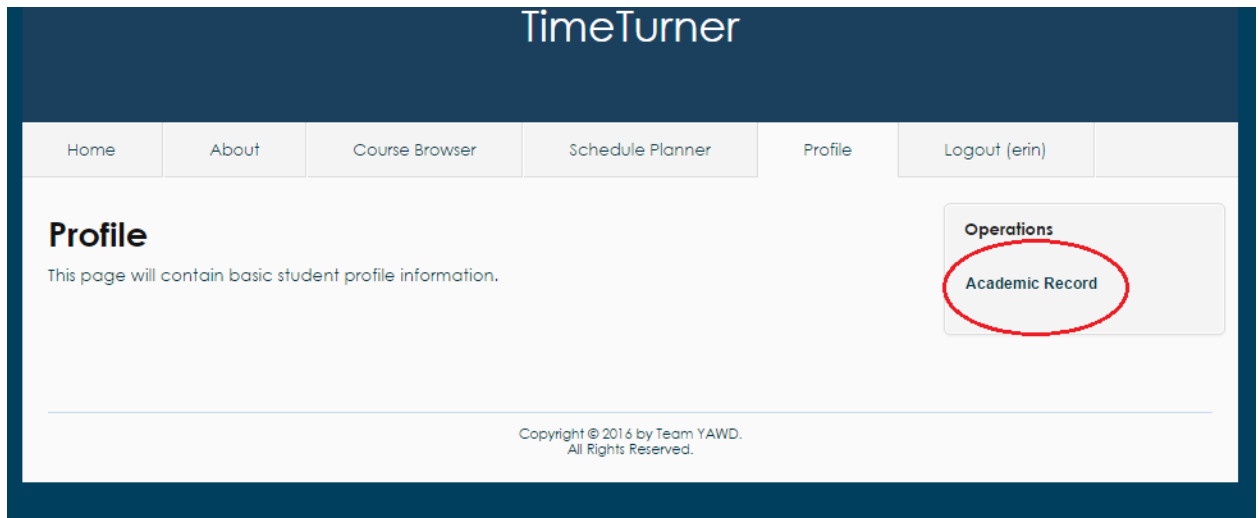 TimeTurner
Home About Course Browser Schedule Planner Profile Logout (erin)
Profile
This page will contain basic student profile information.
Operations
Academic Record
Copyright © 2016 by Team YAWD.
All Rights Reserved.